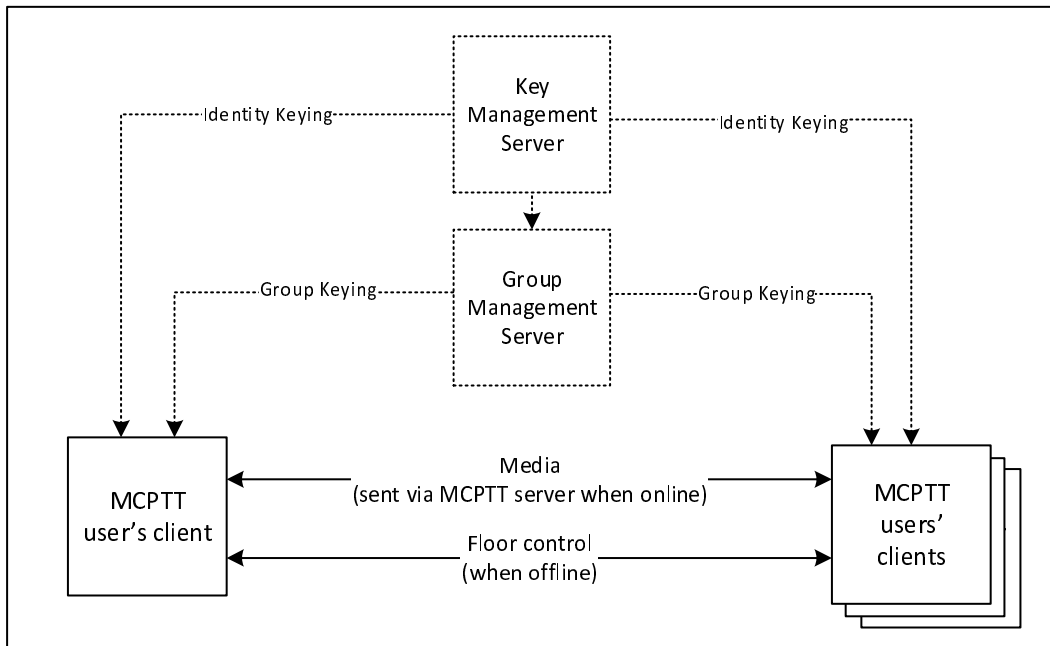 Key
Management
Server
Identity Keying
Identity Keying
Group
Management
Server
Group Keying
Group Keying
MCPTT
user's client
Media
(sent via MCPTT server when online)
Floor control
(when offline)
MCPTT
users'
clients